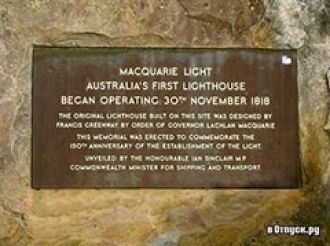 MACQUARIE LIGHT
AUSTRALIA'S FIRST LIGHTHOUSE
BEGAN OPERATING 30TH NOVEMBER 1818
THE ORIGINAL LIGHTHOUSE BUILT ON THIS SITE WAS DESIGNED BY
FRANCIS GREENWAY BY ORDER OF GOVERNOR LACHLAN MACQUARIE
THIS MEMORIAL WAS ERECTED TO COMMEMORATE THE
150TH ANNIVERSARY OF THE ESTABLISHMENT OF THE LIGHT.
UNVEILED BY THE HONOURABLE IAN SINCLAIR M.P
COMMONWEALTH MINISTER FOR SHIPPING AND TRANSPORT
вОтпуск.ру